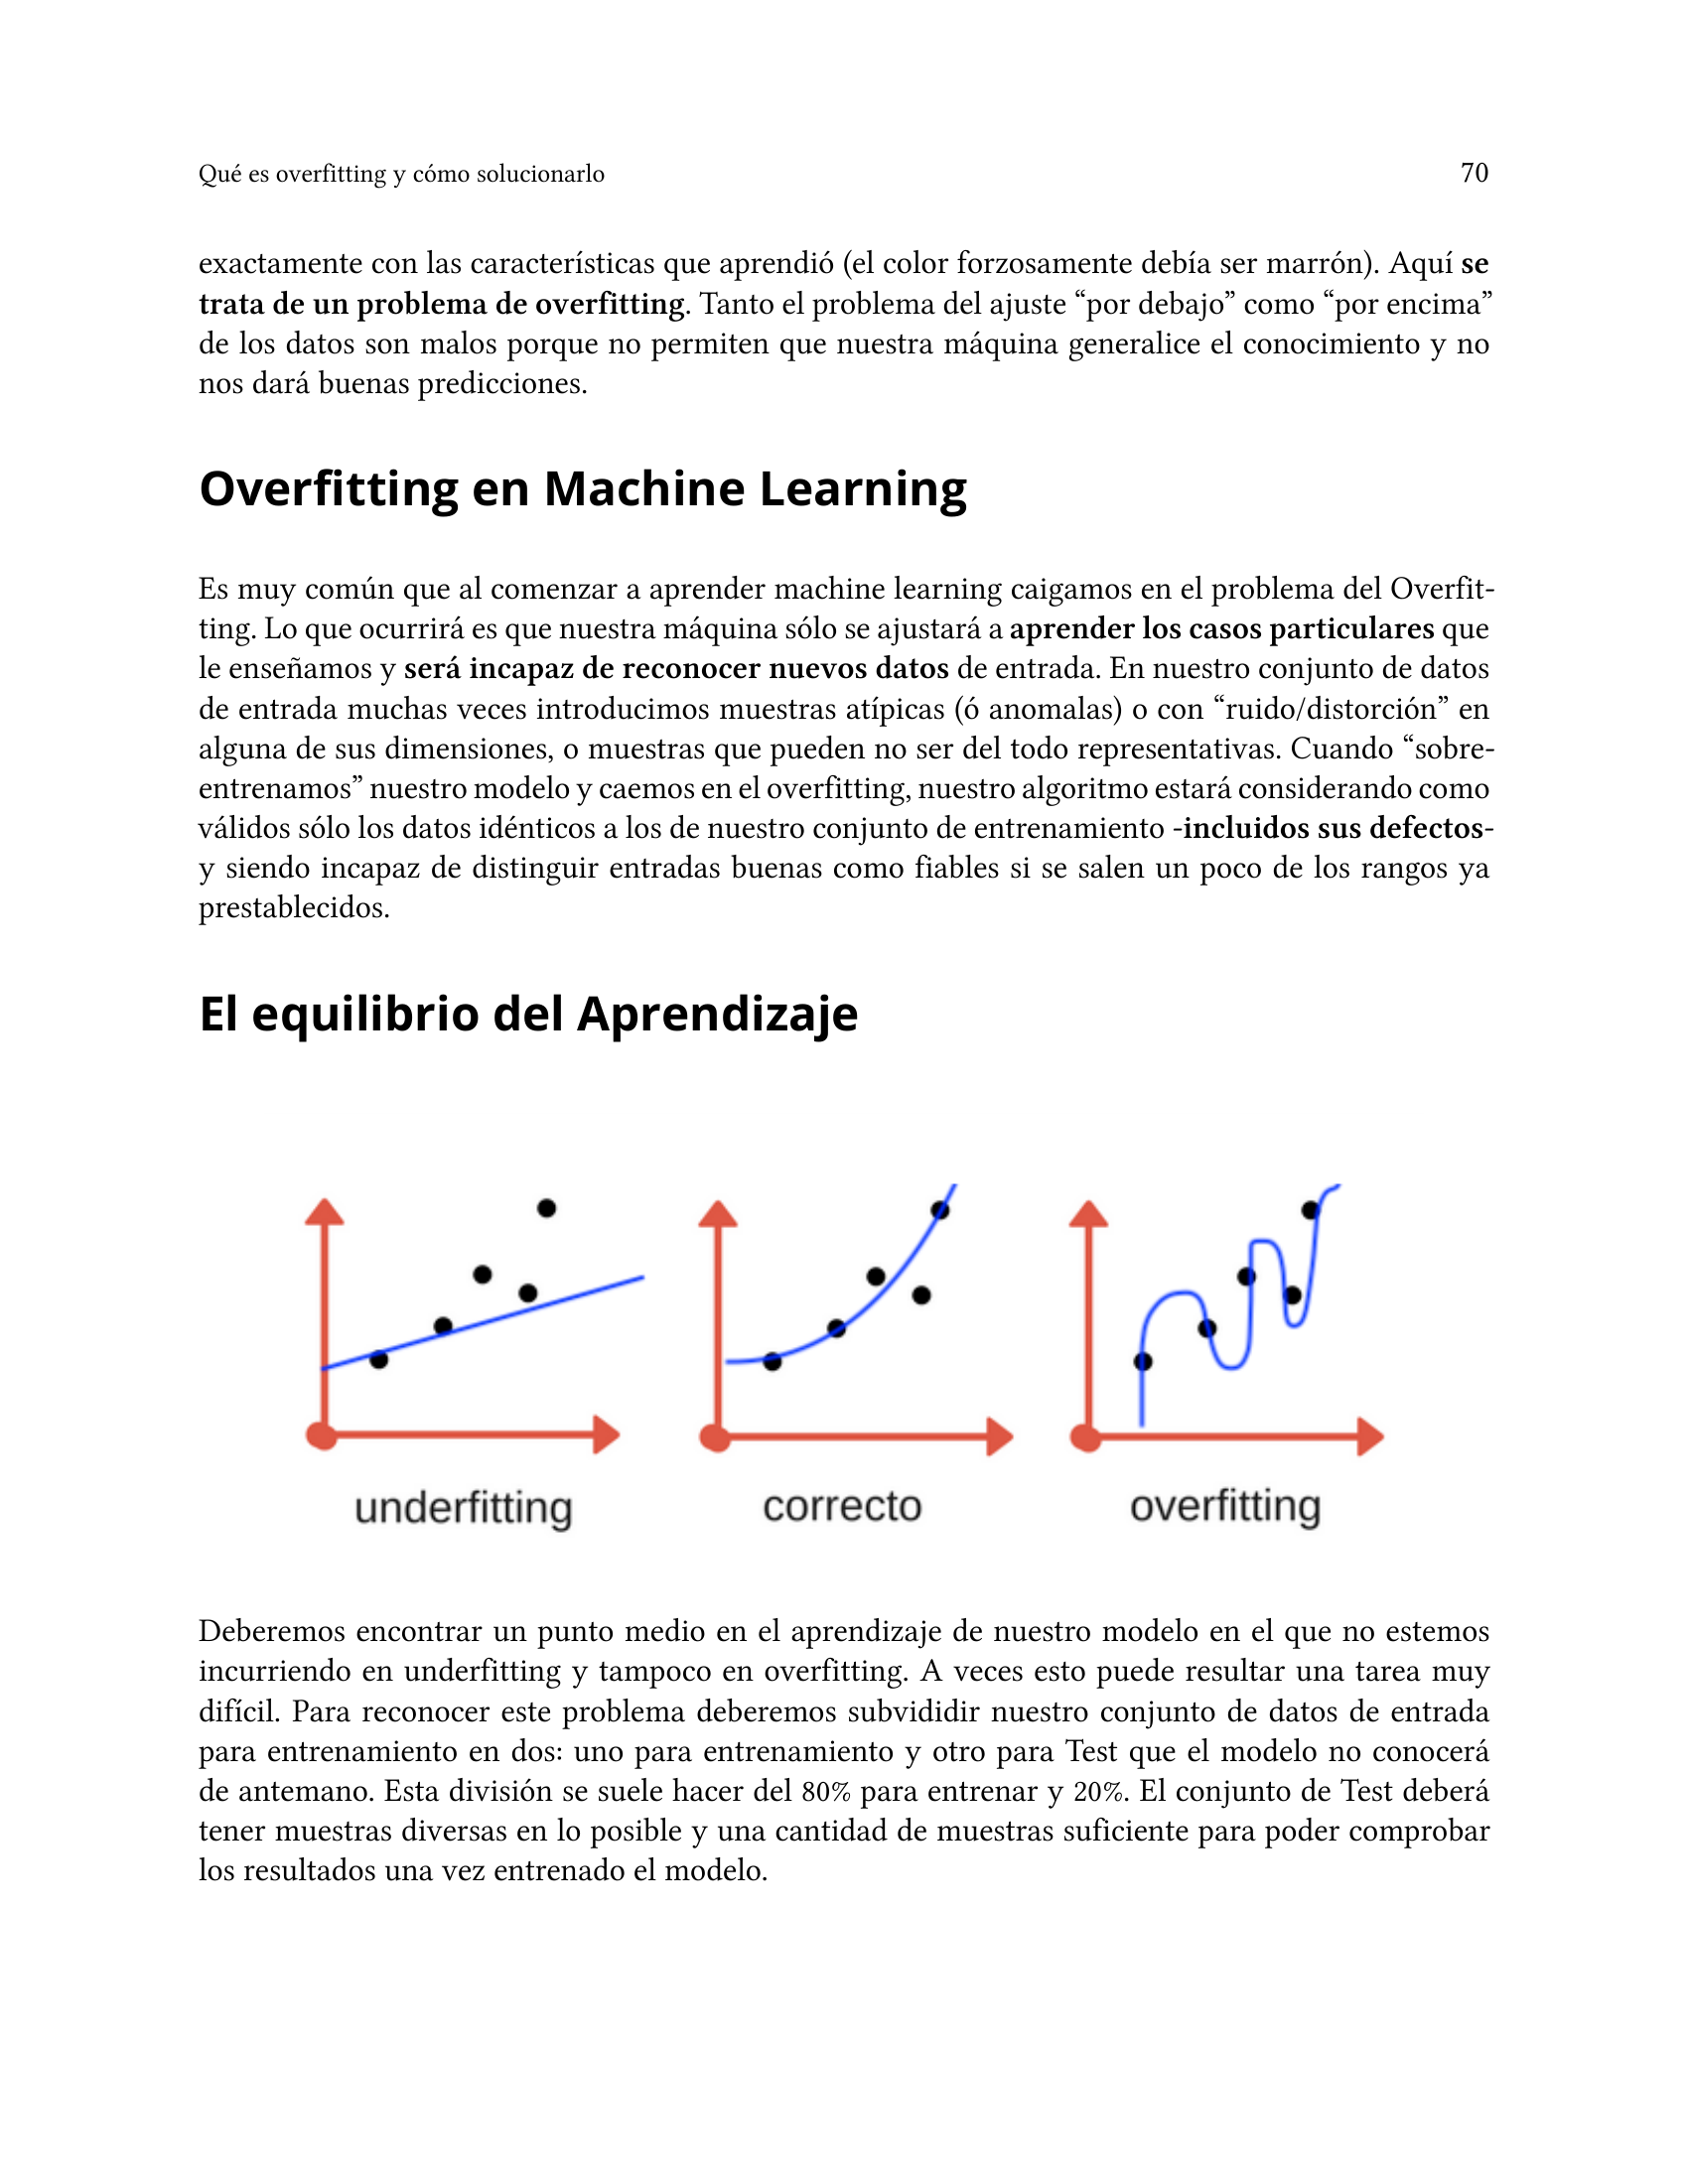 Qué es overfitting y cómo solucionarlo 70
exactamente con las características que aprendió (el color forzosamente debía ser marrón). Aquí se
trata de un problema de overfitting. Tanto el problema del ajuste “por debajo” como “por encima”
de los datos son malos porque no permiten que nuestra máquina generalice el conocimiento y no
nos dará buenas predicciones.
Overfitting en Machine Learning
Es muy común que al comenzar a aprender machine learning caigamos en el problema del Overfit-
ting. Lo que ocurrirá es que nuestra máquina sólo se ajustará a aprender los casos particulares que
le enseñamos y será incapaz de reconocer nuevos datos de entrada. En nuestro conjunto de datos
de entrada muchas veces introducimos muestras atípicas (ó anomalas) o con “ruido/distorción” en
alguna de sus dimensiones, o muestras que pueden no ser del todo representativas. Cuando “sobre-
entrenamos” nuestro modelo y caemos en el overfitting, nuestro algoritmo estará considerando como
válidos sólo los datos idénticos a los de nuestro conjunto de entrenamiento -incluidos sus defectos-
y siendo incapaz de distinguir entradas buenas como fiables si se salen un poco de los rangos ya
prestablecidos.
El equilibrio del Aprendizaje
underfitting correcto overfitting
Deberemos encontrar un punto medio en el aprendizaje de nuestro modelo en el que no estemos
incurriendo en underfitting y tampoco en overfitting. A veces esto puede resultar una tarea muy
difícil. Para reconocer este problema deberemos subvididir nuestro conjunto de datos de entrada
para entrenamiento en dos: uno para entrenamiento y otro para Test que el modelo no conocerá
de antemano. Esta división se suele hacer del 80% para entrenar y 20%. El conjunto de Test deberá
tener muestras diversas en lo posible y una cantidad de muestras suficiente para poder comprobar
los resultados una vez entrenado el modelo.